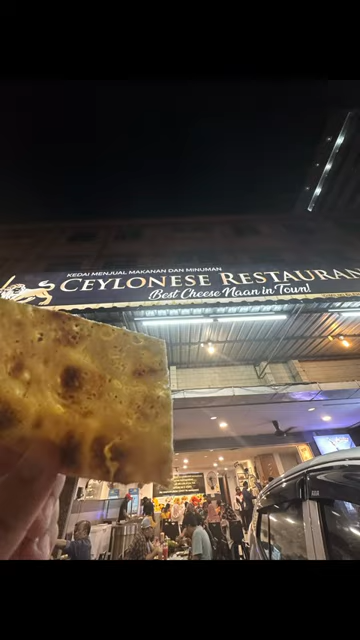 KEDAI MENJUAL MAKANAN DAN MINUMAN
CEYLONESE RESTAURAN
(Best Cheese Naan in Town!)